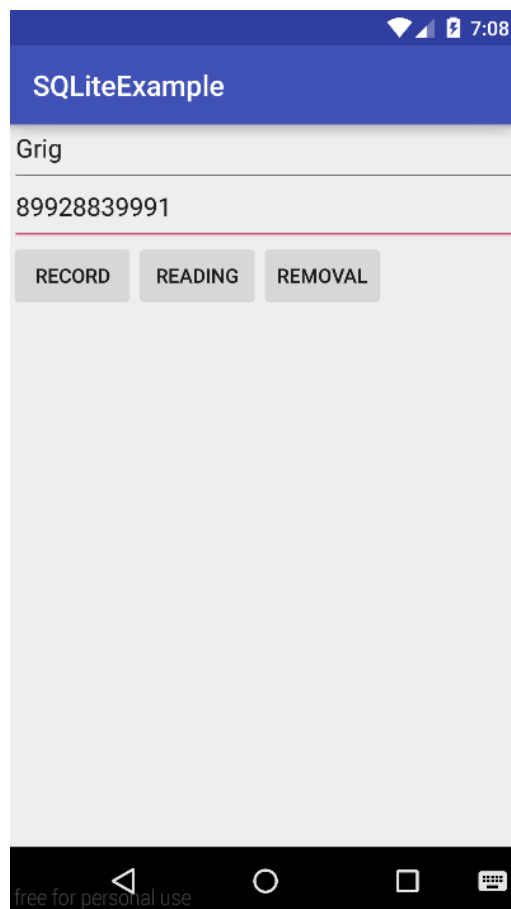 7:08
SQLiteExample
Grig
89928839991
RECORD READING REMOVAL
free for personal use